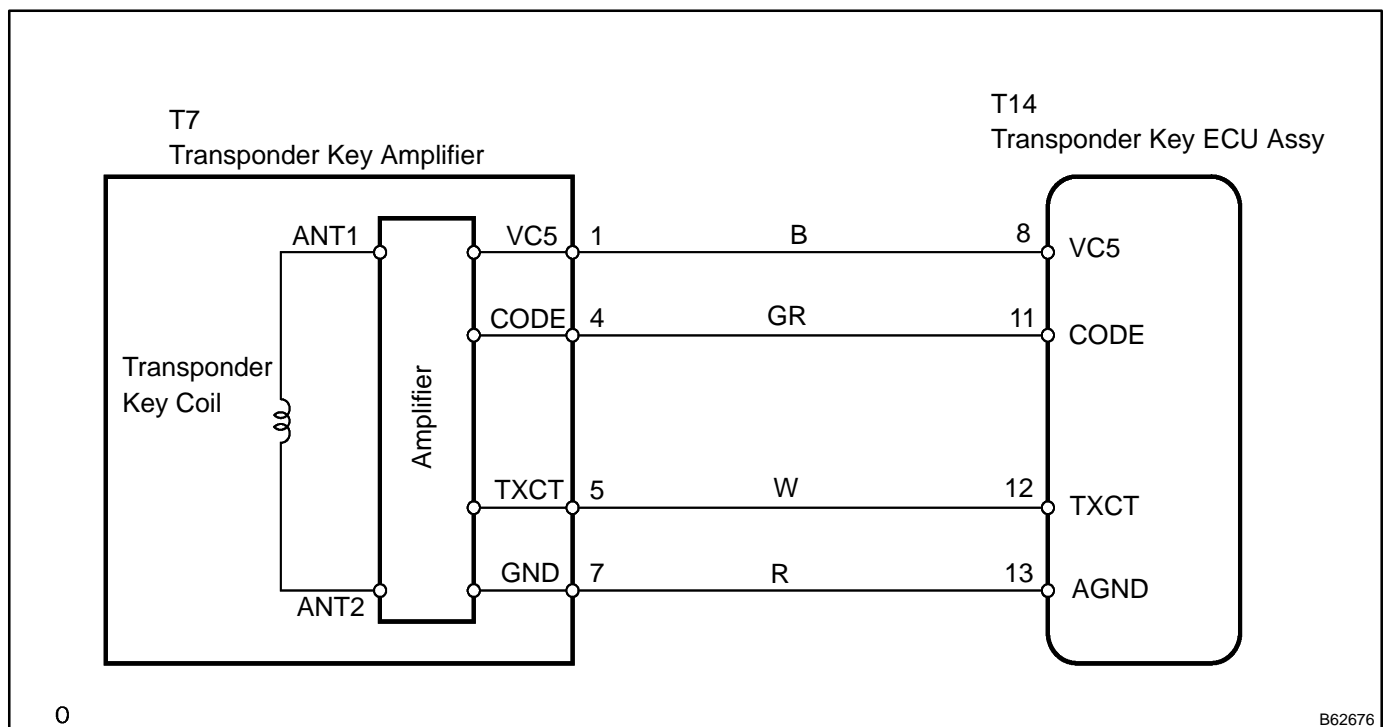 T7
Transponder Key Amplifier
T14
Transponder Key ECU Assy
ANT1
VC5
1
B
8
VC5
CODE
4
GR
11
CODE
Transponder
Key Coil
Amplifier
TXCT
5
W
12
TXCT
GND
7
R
13
AGND
ANT2
0
B62676